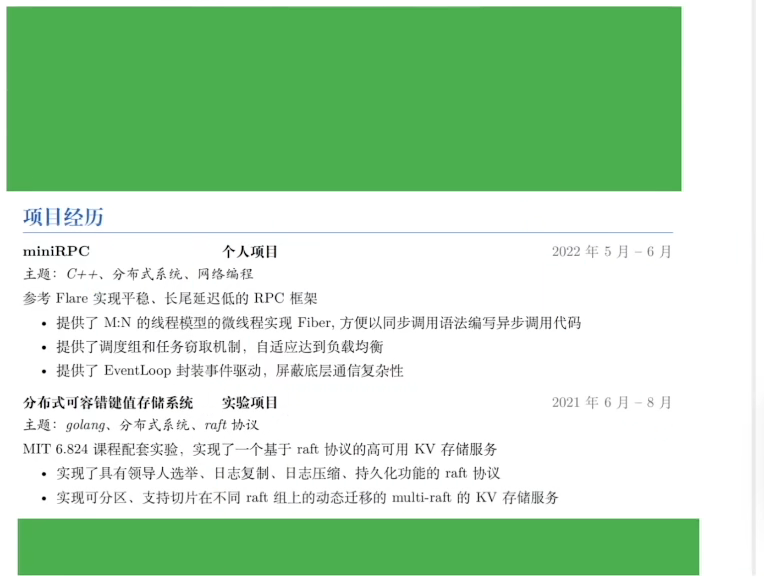 项目经历
miniRPC 个人项目 2022 年 5 月 – 6 月
主题：C++、分布式系统、网络编程
参考 Flare 实现平稳、长尾延迟低的 RPC 框架
• 提供了 M:N 的线程模型的微线程实现 Fiber, 方便以同步调用语法编写异步调用代码
• 提供了调度组和任务窃取机制，自适应达到负载均衡
• 提供了 EventLoop 封装事件驱动，屏蔽底层通信复杂性
分布式可容错键值存储系统 实验项目 2021 年 6 月 – 8 月
主题：golang、分布式系统、raft 协议
MIT 6.824 课程配套实验，实现了一个基于 raft 协议的高可用 KV 存储服务
• 实现了具有领导人选举、日志复制、日志压缩、持久化功能的 raft 协议
• 实现可分区、支持切片在不同 raft 组上的动态迁移的 multi-raft 的 KV 存储服务